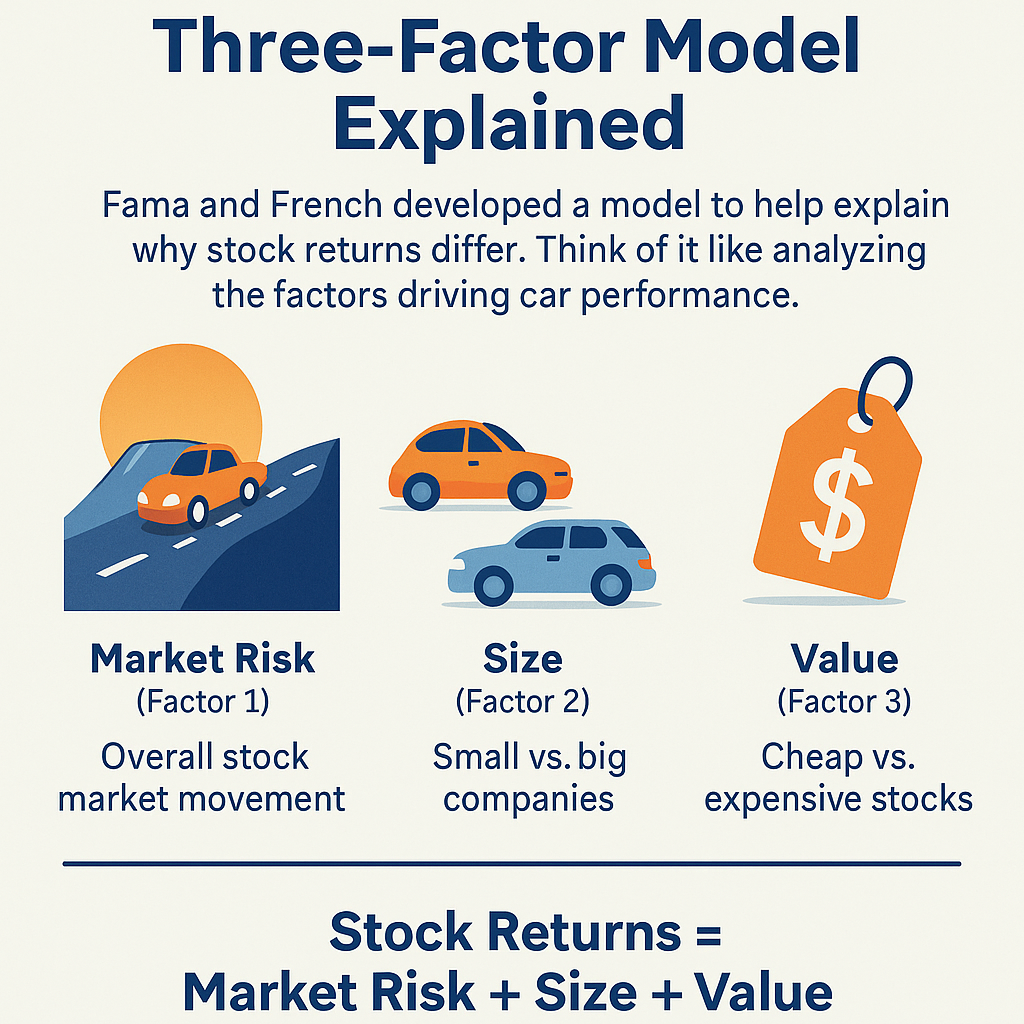 Three-Factor Model
Explained
Fama and French developed a model to help explain
why stock returns differ. Think of it like analyzing
the factors driving car performance.
$
Market Risk
(Factor 1)
Overall stock
market movement
Size
(Factor 2)
Small vs. big
companies
Value
(Factor 3)
Cheap vs.
expensive stocks
Stock Returns =
Market Risk + Size + Value